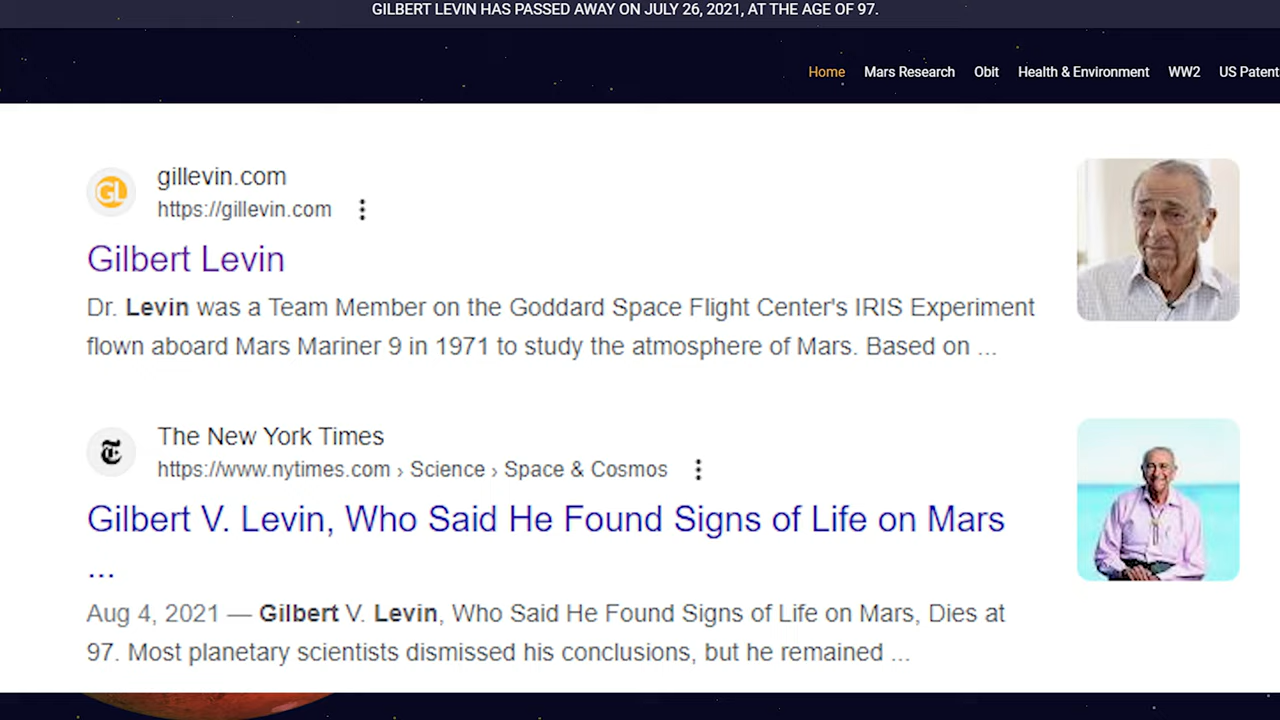 GILBERT LEVIN HAS PASSED AWAY ON JULY 26, 2021, AT THE AGE OF 97.
Home Mars Research Obit Health & Environment WW2 US Patent
GL gillevin.com
https://gillevin.com
Gilbert Levin
Dr. Levin was a Team Member on the Goddard Space Flight Center's IRIS Experiment
flown aboard Mars Mariner 9 in 1971 to study the atmosphere of Mars. Based on ...
T The New York Times
https://www.nytimes.com › Science › Space & Cosmos
Gilbert V. Levin, Who Said He Found Signs of Life on Mars
...
Aug 4, 2021 — Gilbert V. Levin, Who Said He Found Signs of Life on Mars, Dies at
97. Most planetary scientists dismissed his conclusions, but he remained ...